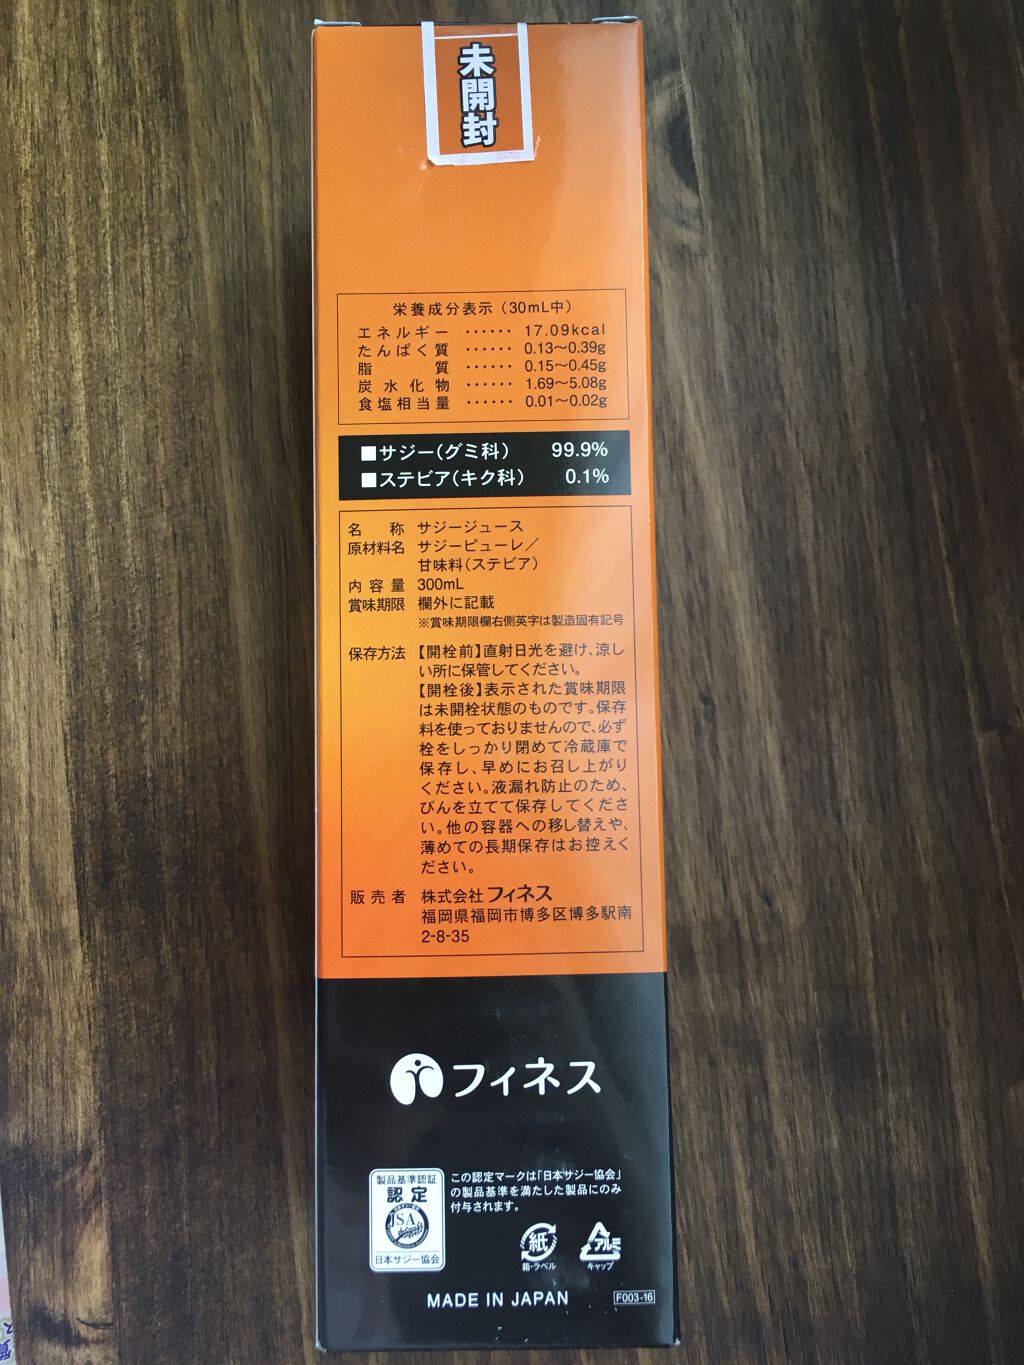 未開封
栄養成分表示（30mL中）
エネルギー ・・・・・・ 17.09kcal
たんぱく質 ・・・・・・ 0.13〜0.39g
脂質 ・・・・・・ 0.15〜0.45g
炭水化物 ・・・・・・ 1.69〜5.08g
食塩相当量 ・・・・・・ 0.01〜0.02g
■サジー（グミ科） 99.9%
■ステビア（キク科） 0.1%
名称 サジージュース
原材料名 サジーピューレ／
甘味料（ステビア）
内容量 300mL
賞味期限 欄外に記載
※賞味期限欄右側英字は製造固有記号
保存方法 【開栓前】直射日光を避け、涼し
い所に保管してください。
【開栓後】表示された賞味期限
は未開栓状態のものです。保存
料を使っておりませんので、必ず
栓をしっかり閉めて冷蔵庫で
保存し、早めにお召し上がり
ください。液漏れ防止のため、
びんを立てて保存してくださ
い。他の容器への移し替えや、
薄めての長期保存はお控えく
ださい。
販売者 株式会社フィネス
福岡県福岡市博多区博多駅南
2-8-35
フィネス
製品基準認証
認定
JSA
日本サジー協会
この認定マークは「日本サジー協会」
の製品基準を満たした製品にのみ
付与されます。
紙
箱・ラベル
アルミ
キャップ
MADE IN JAPAN
F003-16